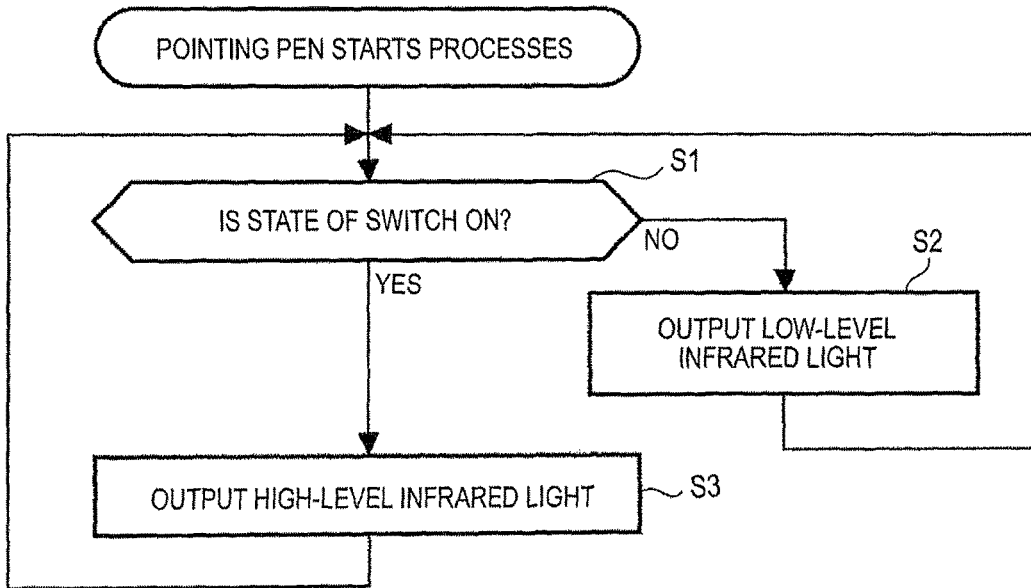 POINTING PEN STARTS PROCESSES
S1
IS STATE OF SWITCH ON?
NO
YES
S2
OUTPUT LOW-LEVEL
INFRARED LIGHT
OUTPUT HIGH-LEVEL INFRARED LIGHT
S3